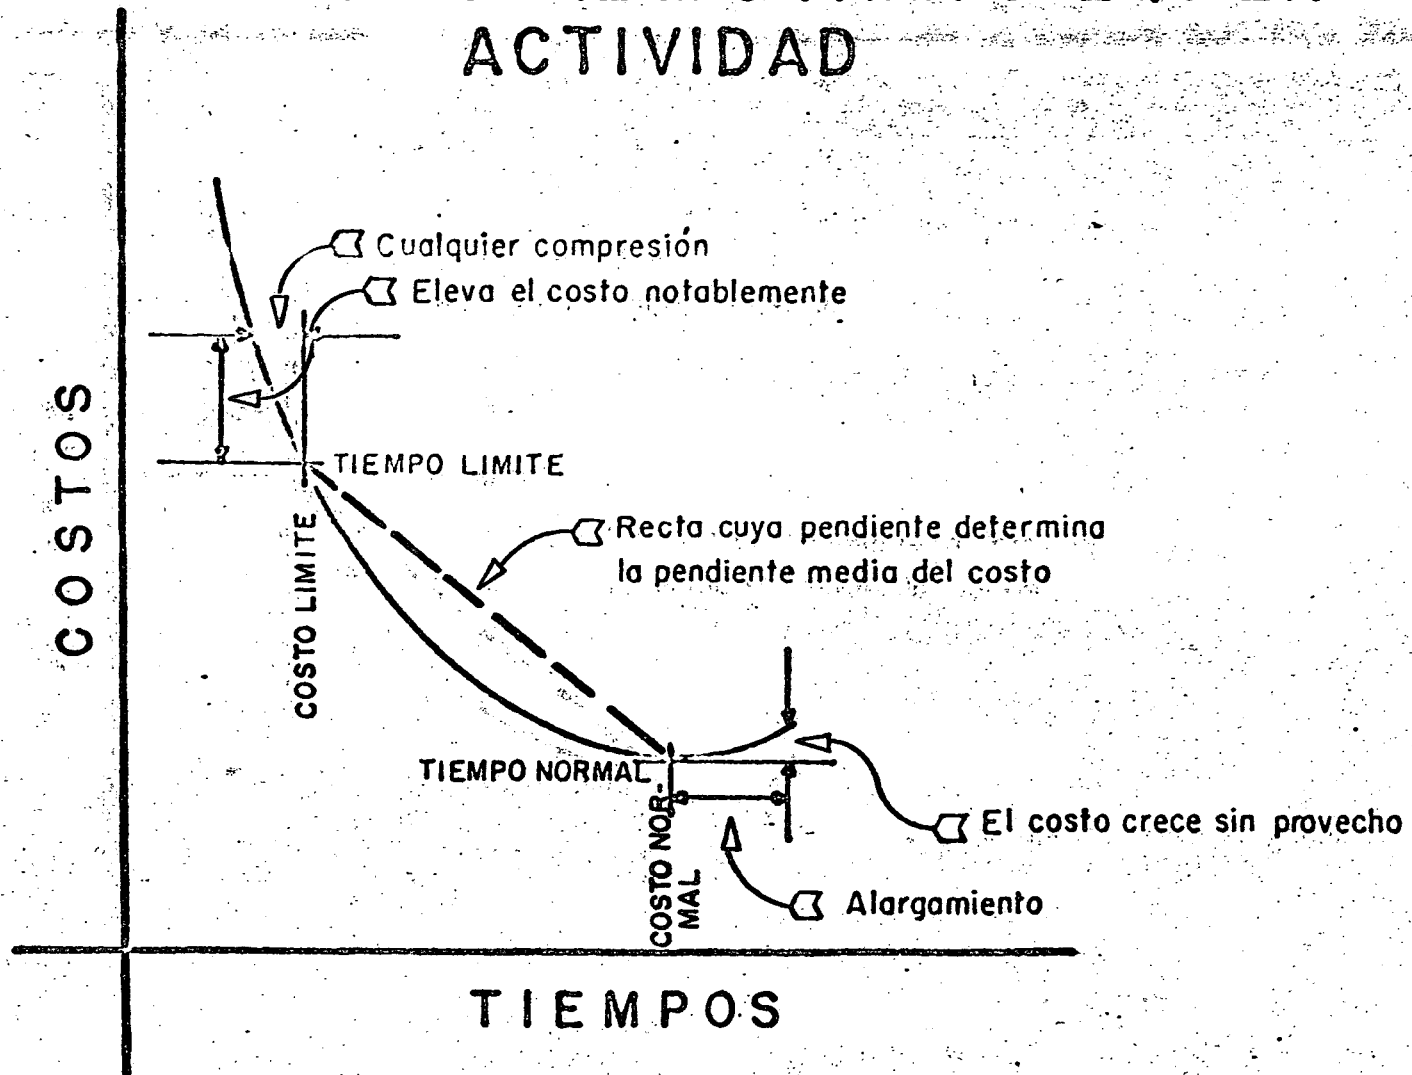 ACTIVIDAD
Cualquier compresión
Eleva el costo notablemente
COSTOS
TIEMPO LIMITE
COSTO LIMITE
Recta cuya pendiente determina
la pendiente media del costo
TIEMPO NORMAL
COSTO NOR-
MAL
El costo crece sin provecho
Alargamiento
TIEMPOS